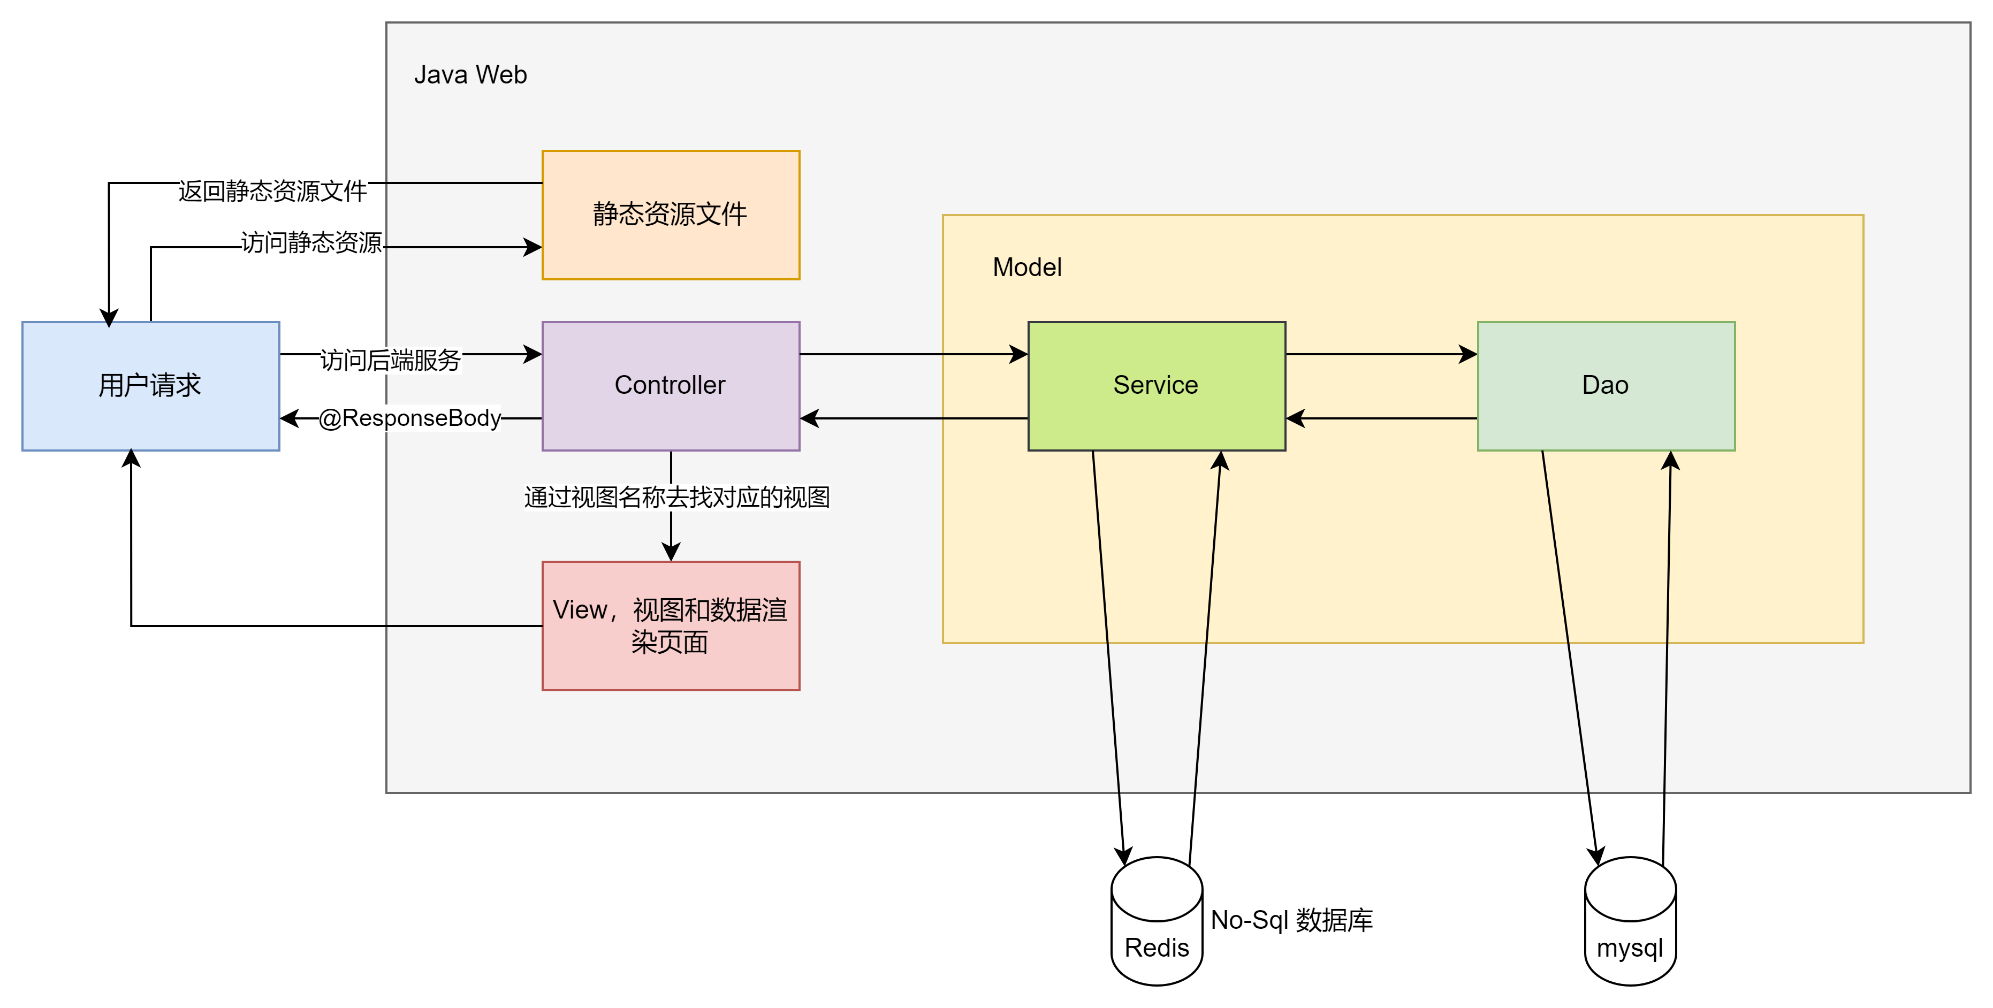 Java Web
返回静态资源文件
静态资源文件
访问静态资源
Model
用户请求
访问后端服务
@ResponseBody
Controller
Service
Dao
通过视图名称去找对应的视图
View，视图和数据渲
染页面
Redis
No-Sql 数据库
mysql